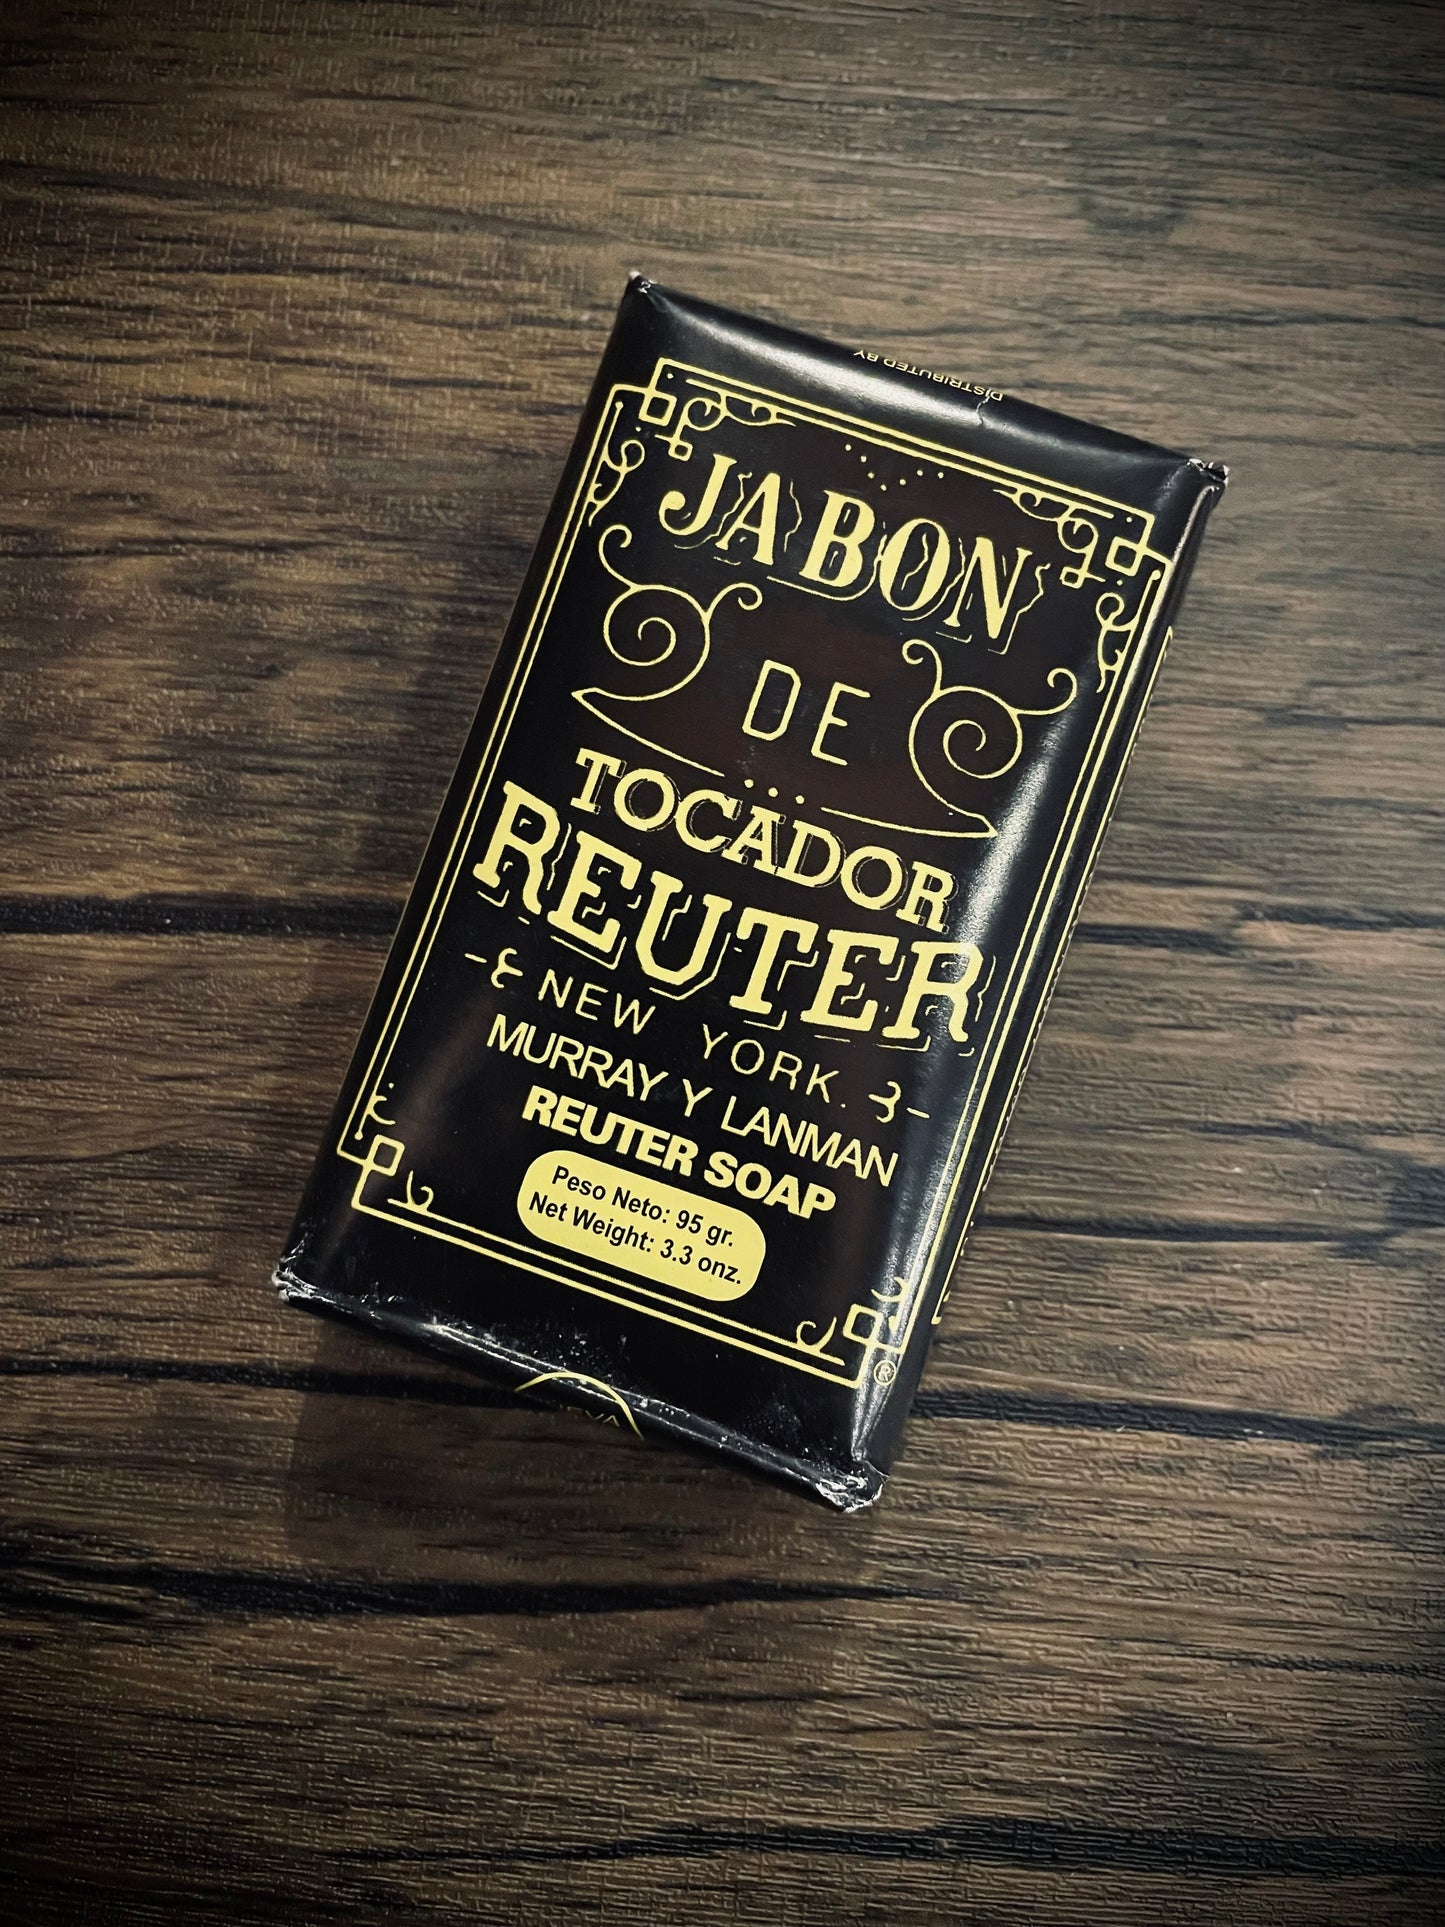 DISTRIBUTED BY
JABON
DE
TOCADOR
REUTER
NEW YORK.
MURRAY Y LANMAN
REUTER SOAP
Peso Neto: 95 gr.
Net Weight: 3.3 onz.
®